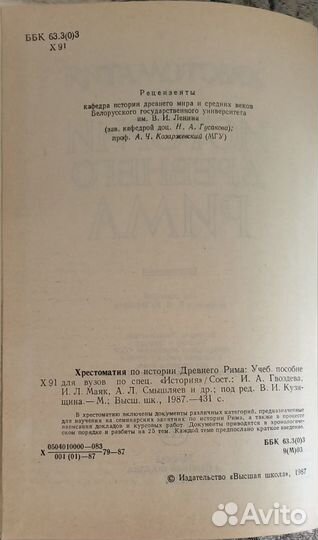 ББК 63.3(0)3
Х 91
Рецензенты
кафедра истории древнего мира и средних веков
Белорусского государственного университета
им. В. И. Ленина
(зав. кафедрой доц. Н. А. Гусакова);
проф. А. Ч. Козаржевский (МГУ)
Хрестоматия по истории Древнего Рима: Учеб. пособие
Х 91 для вузов по спец. «История»/Сост.: И. А. Гвоздева,
И. Л. Маяк, А. Л. Смышляев и др.; под ред. В. И. Кузи-
щина.— М.; Высш. шк., 1987.—431 с.
В хрестоматию включены документы различных категорий, предназначенные
для изучения на семинарских занятиях по истории Рима, а также в процессе
написания докладов и курсовых работ. Документы приводятся в хронологиче-
ском порядке и разбиты на 25 тем. Каждой теме предпослано краткое введение.
Х 0504010000—083
001 (01)—87 —79—87
ББК 63.3(0)3
9(М)03
© Издательство «Высшая школа», 1987
Avito